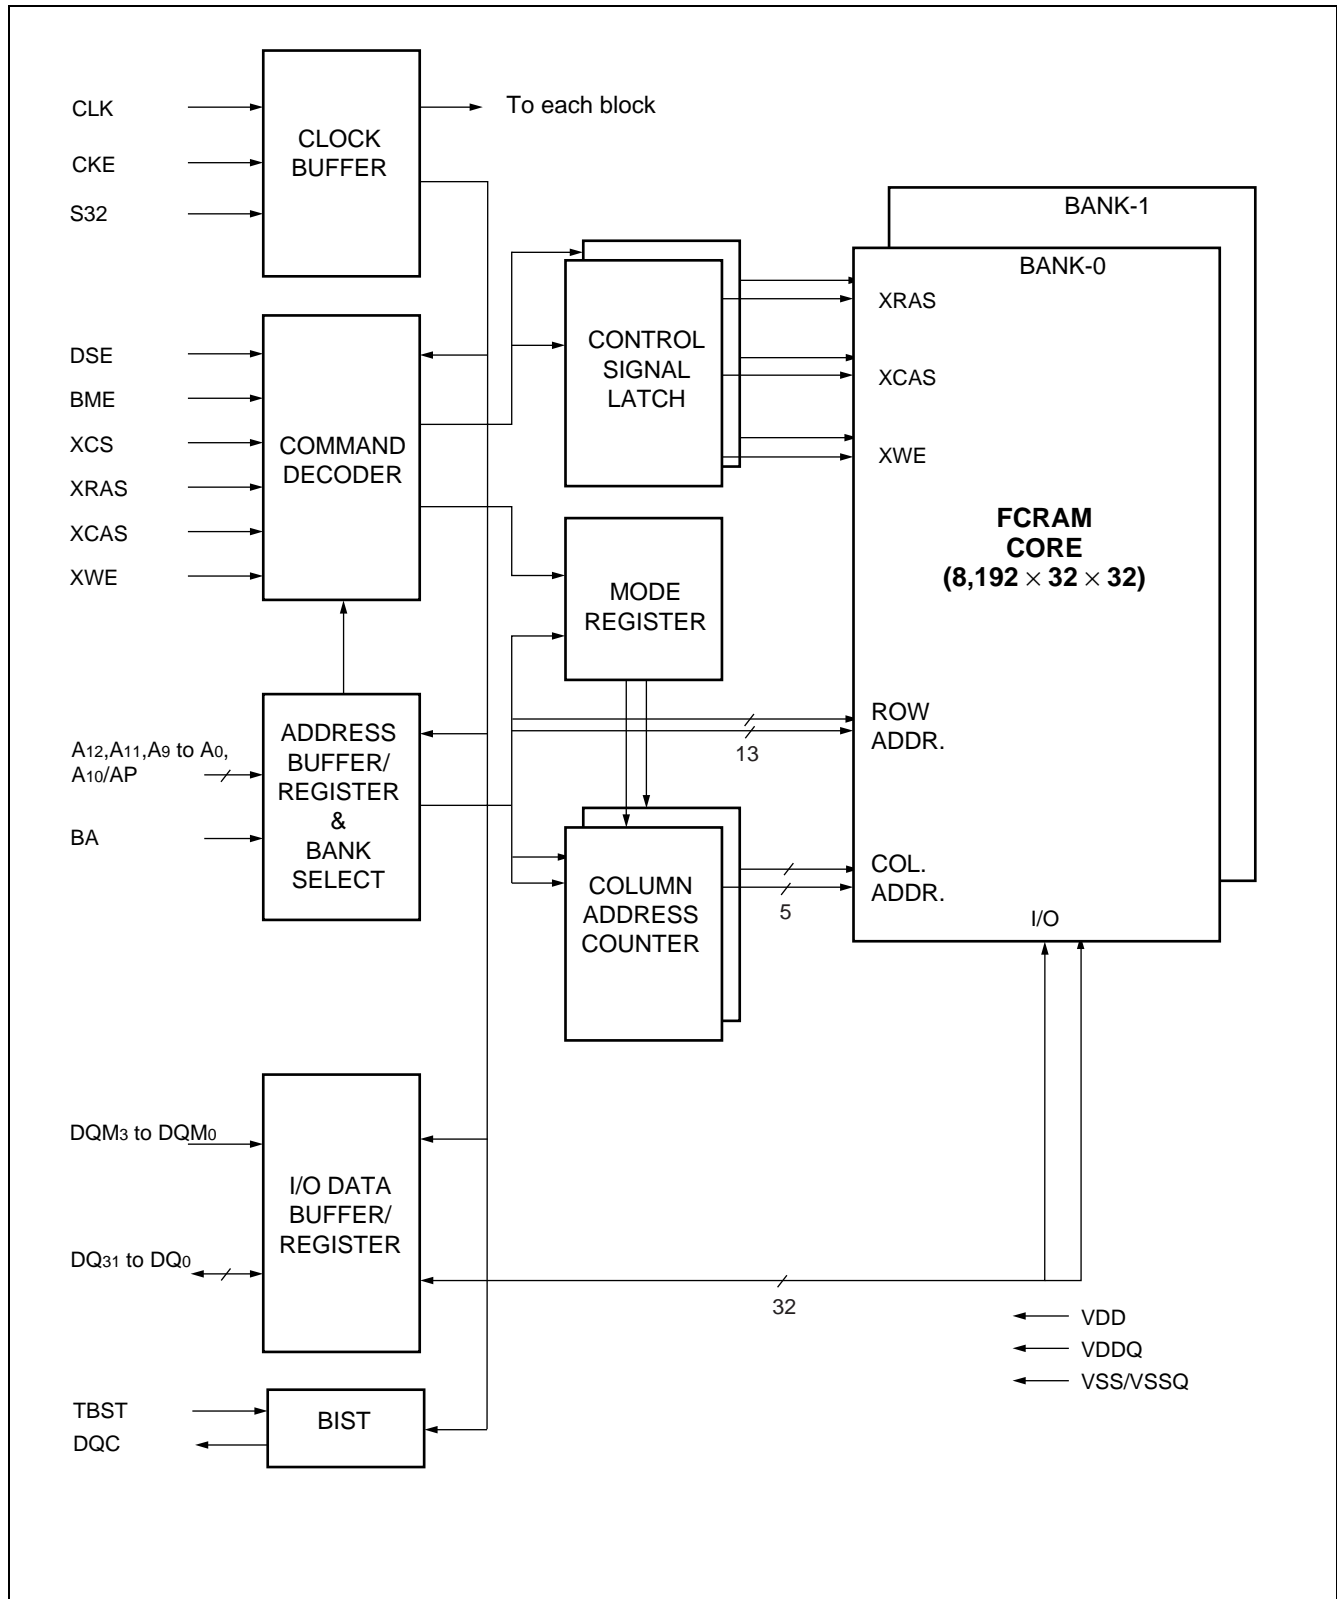 CLK
CKE
S32
CLOCK
BUFFER
To each block
DSE
BME
XCS
XRAS
XCAS
XWE
COMMAND
DECODER
A12,A11,A9 to A0,
A10/AP
BA
ADDRESS
BUFFER/
REGISTER
&
BANK
SELECT
CONTROL
SIGNAL
LATCH
MODE
REGISTER
COLUMN
ADDRESS
COUNTER
13
5
BANK-1
BANK-0
XRAS
XCAS
XWE
FCRAM
CORE
(8,192 × 32 × 32)
ROW
ADDR.
COL.
ADDR.
I/O
DQM3 to DQM0
DQ31 to DQ0
I/O DATA
BUFFER/
REGISTER
32
VDD
VDDQ
VSS/VSSQ
TBST
DQC
BIST